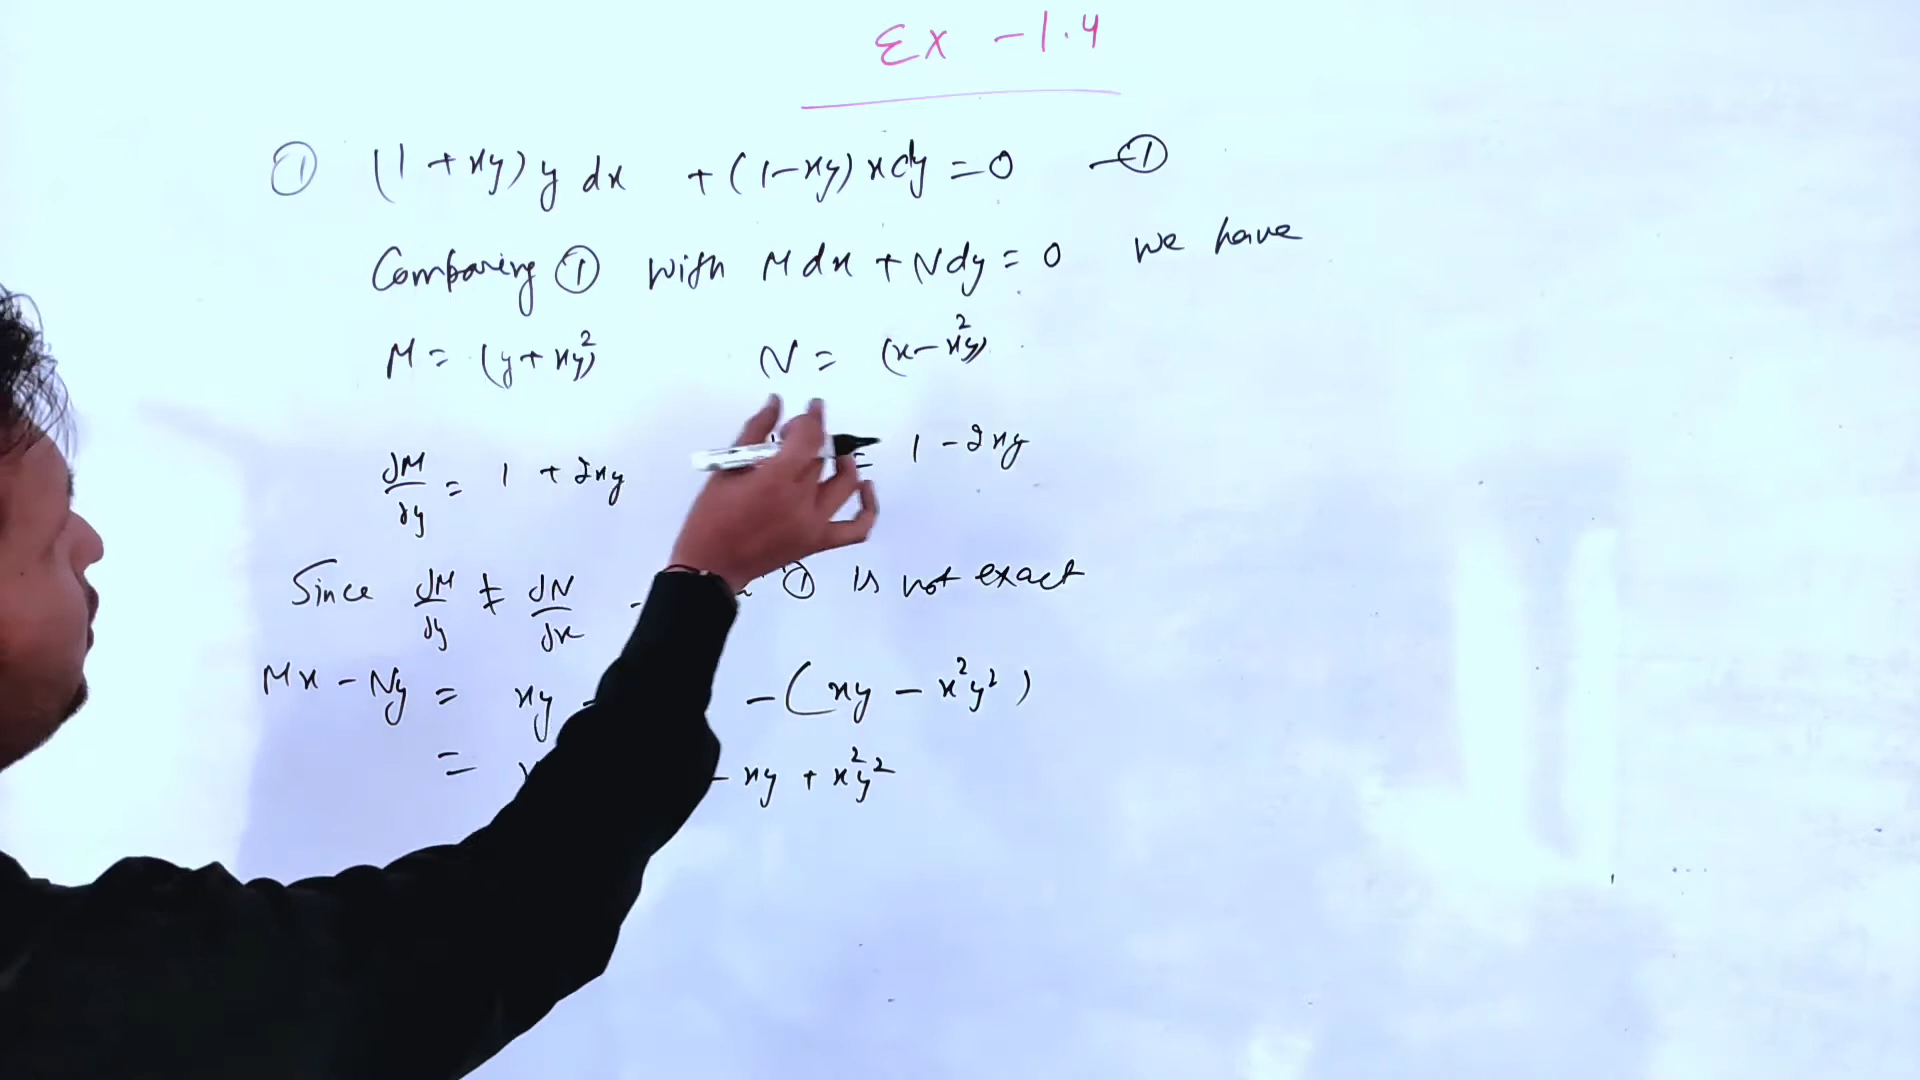 Ex - 1.4
① (1 + xy) y dx + (1 - xy) x dy = 0 — ①
Comparing ① with M dx + N dy = 0 we have
M = (y + xy²) N = (x - x²y)
∂M/∂y = 1 + 2xy = 1 - 2xy
Since ∂M/∂y ≠ ∂N/∂x ① is not exact
Mx - Ny = xy - (xy - x²y²)
= - xy + x²y²